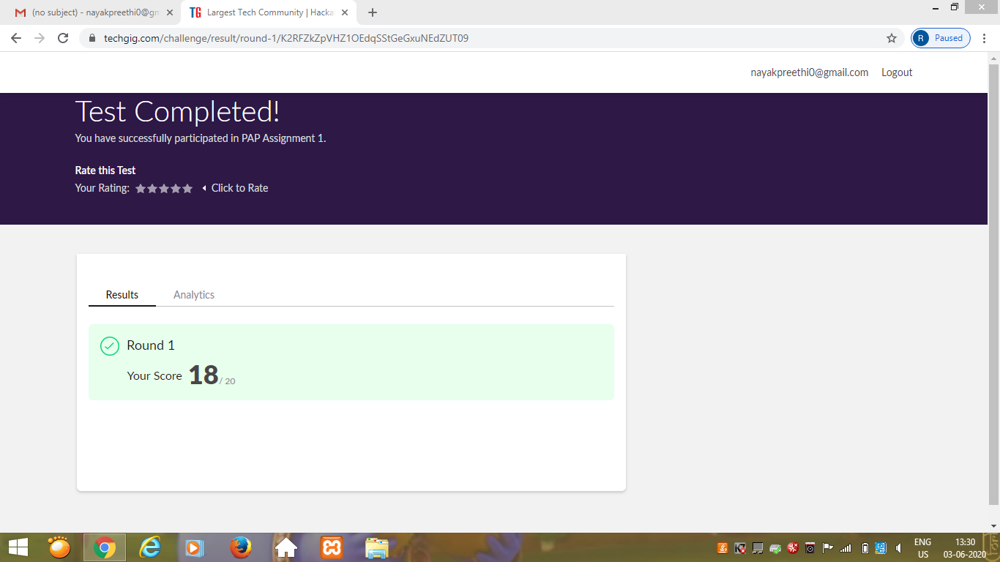 (no subject) - nayakpreethi0@gm
TG Largest Tech Community | Hacka
techgig.com/challenge/result/round-1/K2RFZkZpVHZ1OEdqSStGeGxuNEdZUT09
R Paused
nayakpreethi0@gmail.com Logout
Test Completed!
You have successfully participated in PAP Assignment 1.
Rate this Test
Your Rating: Click to Rate
Results Analytics
Round 1
Your Score 18 / 20
ENG 13:30
US 03-06-2020